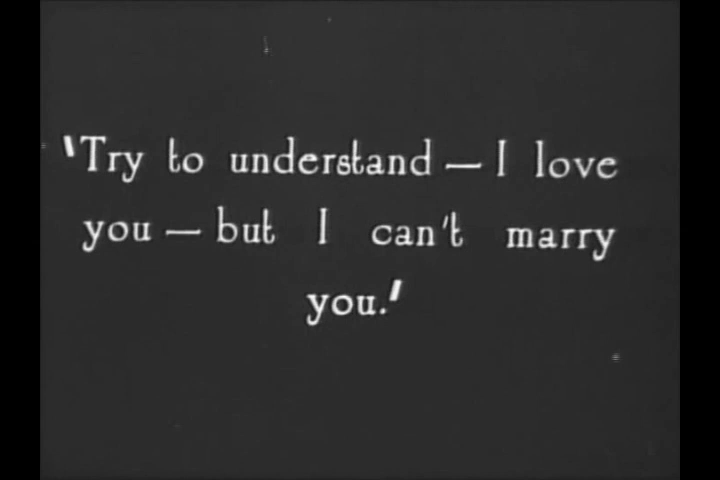 'Try to understand — I love
you — but I can't marry
you.'